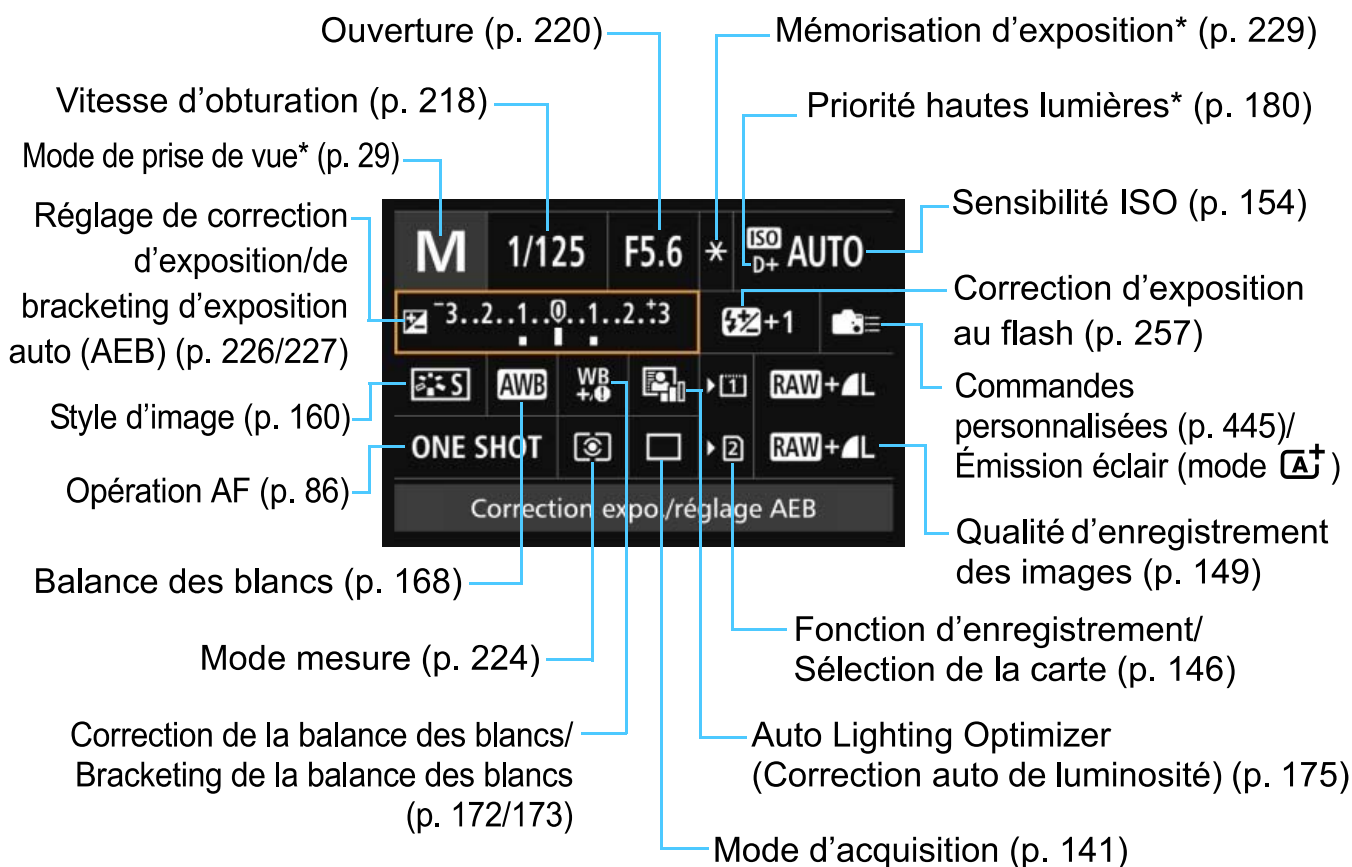 Ouverture (p. 220)
Mémorisation d'exposition* (p. 229)
Vitesse d'obturation (p. 218)
Priorité hautes lumières* (p. 180)
Mode de prise de vue* (p. 29)
Sensibilité ISO (p. 154)
Réglage de correction
d'exposition/de
bracketing d'exposition
auto (AEB) (p. 226/227)
Correction d'exposition
au flash (p. 257)
Commandes
personnalisées (p. 445)/
Émission éclair (mode A+)
Style d'image (p. 160)
Opération AF (p. 86)
M 1/125 F5.6 * ISO D+ AUTO
-3..2..1..0..1..2.+3 +1
S AWB WB +/- 1 RAW+L
ONE SHOT 2 RAW+L
Correction expo./réglage AEB
Qualité d'enregistrement
des images (p. 149)
Balance des blancs (p. 168)
Fonction d'enregistrement/
Sélection de la carte (p. 146)
Mode mesure (p. 224)
Correction de la balance des blancs/
Bracketing de la balance des blancs
(p. 172/173)
Auto Lighting Optimizer
(Correction auto de luminosité) (p. 175)
Mode d'acquisition (p. 141)